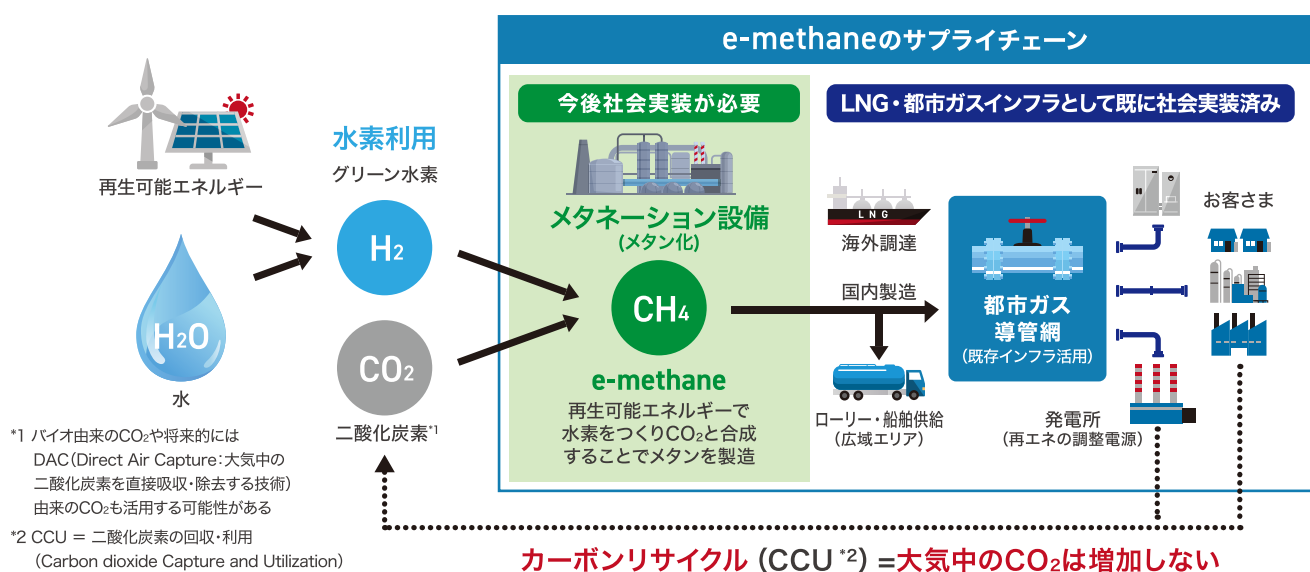 e-methaneのサプライチェーン
今後社会実装が必要
LNG・都市ガスインフラとして既に社会実装済み
再生可能エネルギー
水素利用
グリーン水素
H2
H2O
水
CO2
二酸化炭素*1
メタネーション設備
(メタン化)
CH4
e-methane
再生可能エネルギーで
水素をつくりCO2と合成
することでメタンを製造
LNG
海外調達
国内製造
ローリー・船舶供給
(広域エリア)
都市ガス
導管網
(既存インフラ活用)
お客さま
発電所
(再エネの調整電源)
*1 バイオ由来のCO2や将来的には
DAC(Direct Air Capture:大気中の
二酸化炭素を直接吸収・除去する技術)
由来のCO2も活用する可能性がある
*2 CCU = 二酸化炭素の回収・利用
(Carbon dioxide Capture and Utilization)
カーボンリサイクル (CCU *2) =大気中のCO2は増加しない